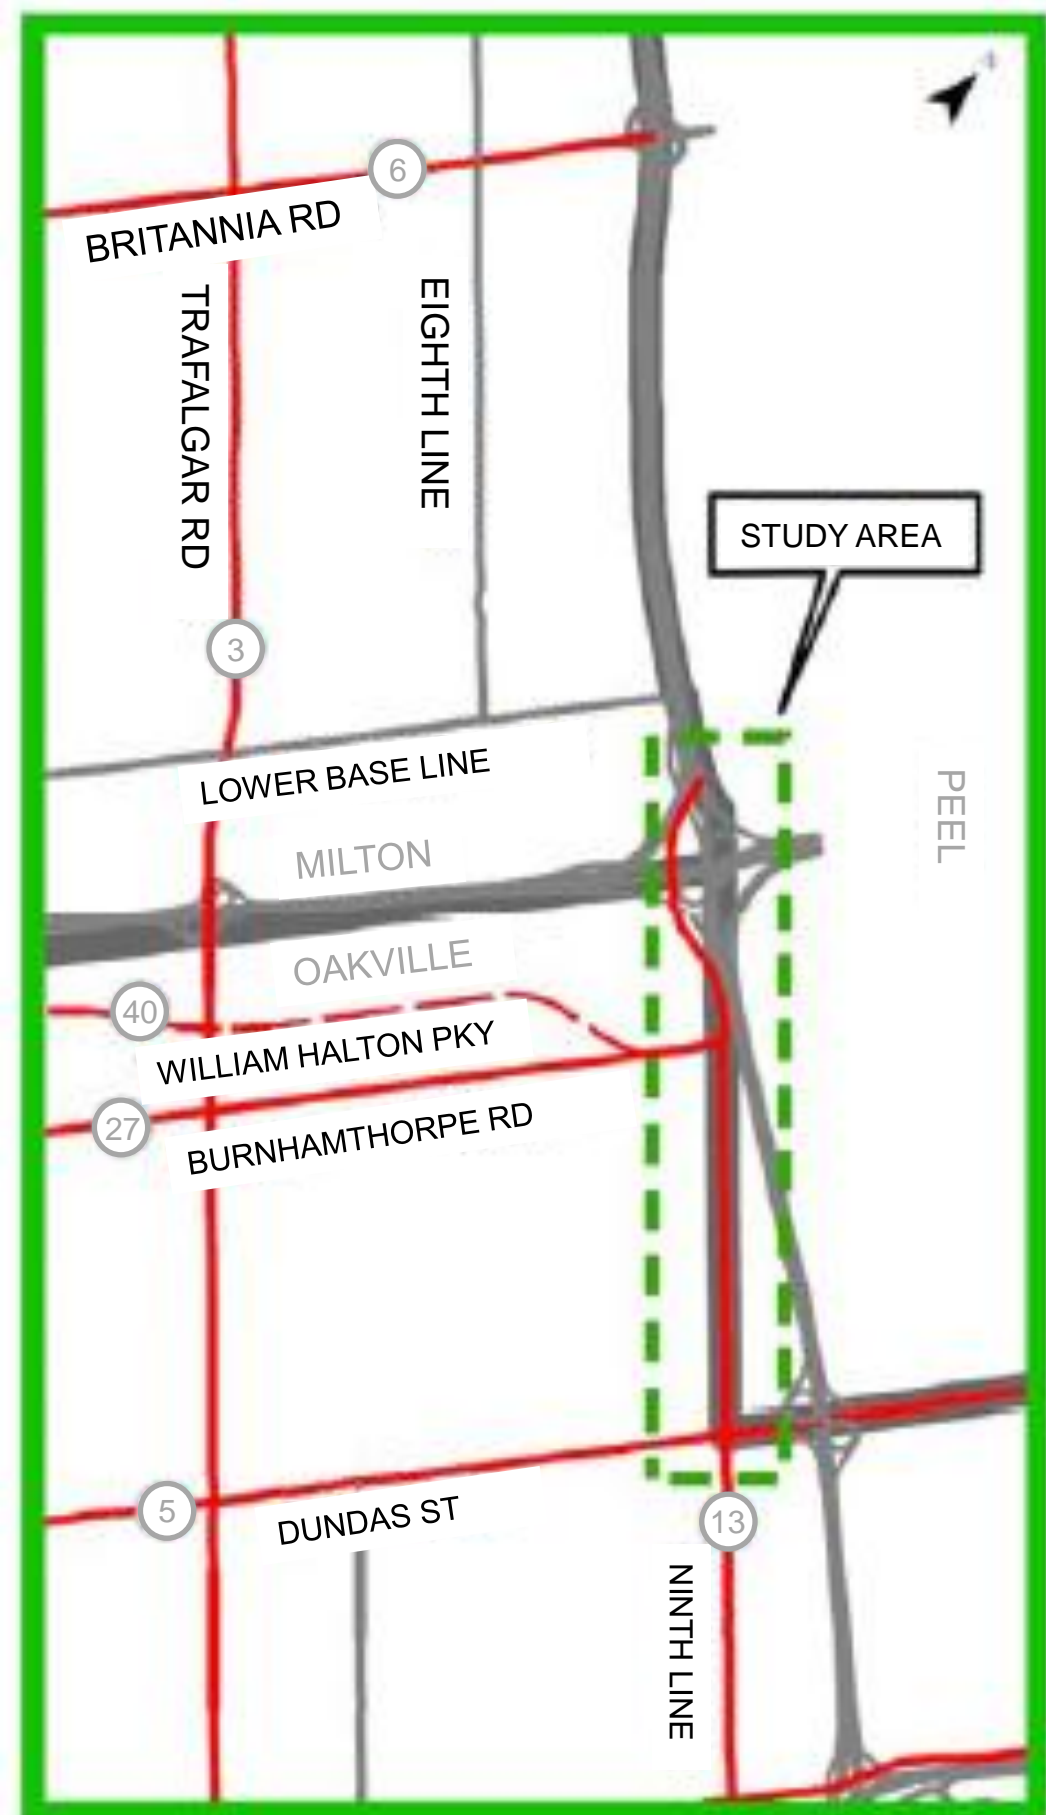 6
BRITANNIA RD
TRAFALGAR RD
EIGHTH LINE
STUDY AREA
3
LOWER BASE LINE
PEEL
MILTON
OAKVILLE
40
WILLIAM HALTON PKY
27
BURNHAMTHORPE RD
5
DUNDAS ST
13
NINTH LINE